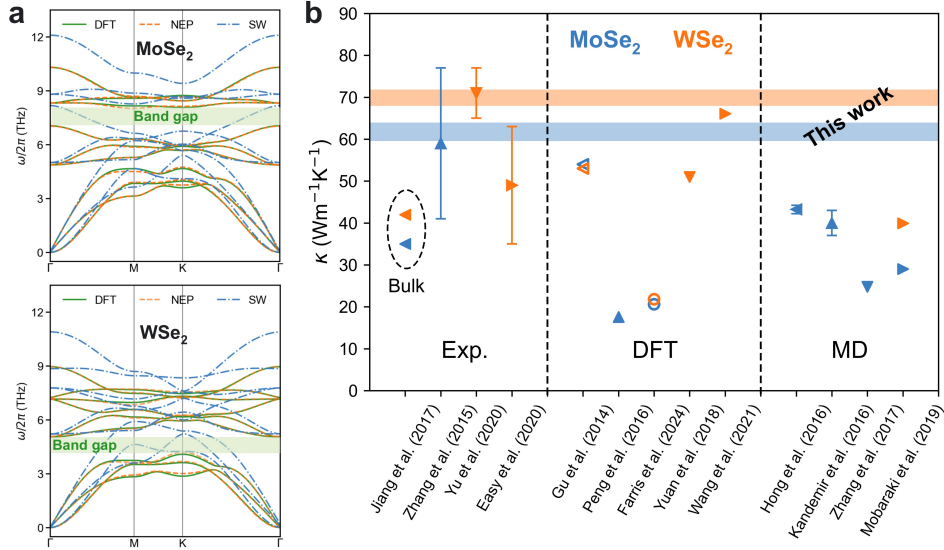 a
DFT NEP SW
MoSe2
Band gap
ω/2π (THz)
12
9
6
3
0
Γ M K Γ
DFT NEP SW
WSe2
Band gap
ω/2π (THz)
12
9
6
3
0
Γ M K Γ
b
MoSe2 WSe2
This work
κ (Wm−1K−1)
90
80
70
60
50
40
30
20
10
0
Bulk
Exp. DFT MD
Jiang et al. (2017)
Zhang et al. (2015)
Yu et al. (2020)
Easy et al. (2020)
Gu et al. (2014)
Peng et al. (2016)
Farris et al. (2024)
Yuan et al. (2018)
Wang et al. (2021)
Hong et al. (2016)
Kandemir et al. (2016)
Zhang et al. (2017)
Mobaraki et al. (2019)